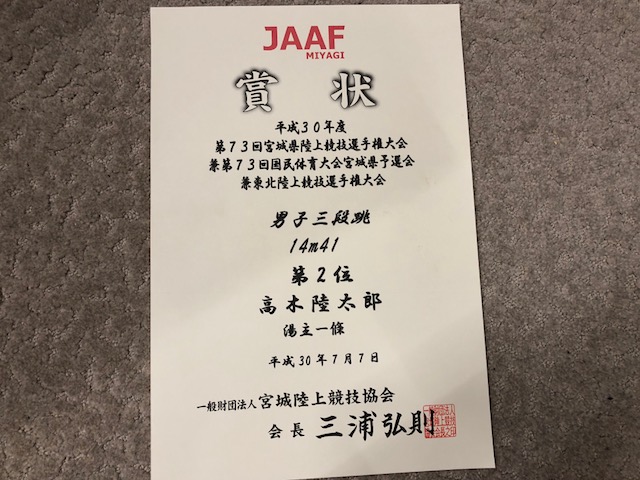 JAAF
MIYAGI
賞 状
平成30年度
第73回宮城県陸上競技選手権大会
兼第73回国民体育大会宮城県予選会
兼東北陸上競技選手権大会
男子三段跳
14m41
第2位
高木陸太郎
湯主一條
平成30年7月7日
一般財団法人宮城陸上競技協会
会長 三浦弘則